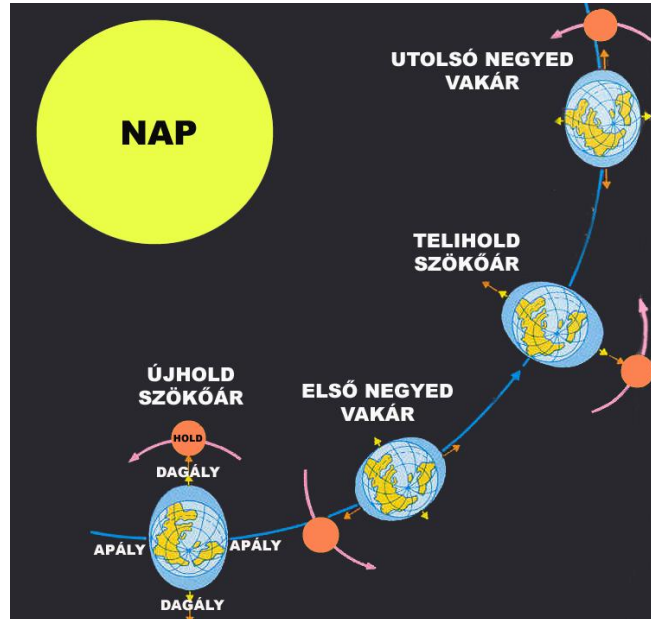 NAP
UTOLSÓ NEGYED
VAKÁR
TELIHOLD
SZÖKŐÁR
ÚJHOLD
SZÖKŐÁR
ELSŐ NEGYED
VAKÁR
HOLD
DAGÁLY
APÁLY
APÁLY
DAGÁLY